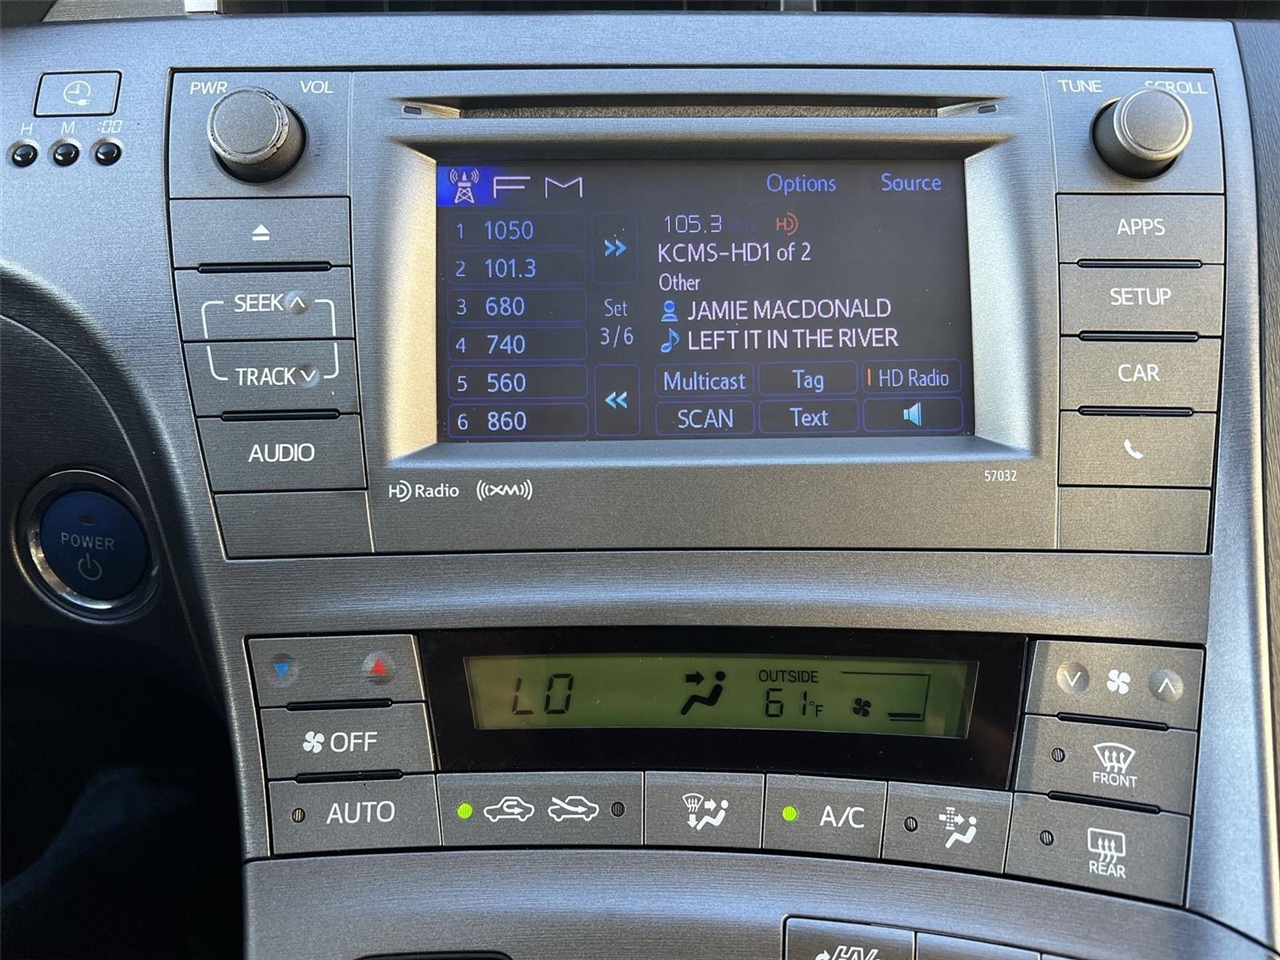 PWR VOL
TUNE SCROLL
H M :00
FM
Options Source
1 1050
2 101.3
3 680
4 740
5 560
6 860
Set
3/6
105.3 MHz HD
KCMS-HD1 of 2
Other
JAMIE MACDONALD
LEFT IT IN THE RIVER
Multicast Tag HD Radio
SCAN Text
SEEK
TRACK
AUDIO
APPS
SETUP
CAR
HD Radio ((XM))
57032
POWER
LO
OUTSIDE
61°F
OFF
AUTO
A/C
FRONT
REAR